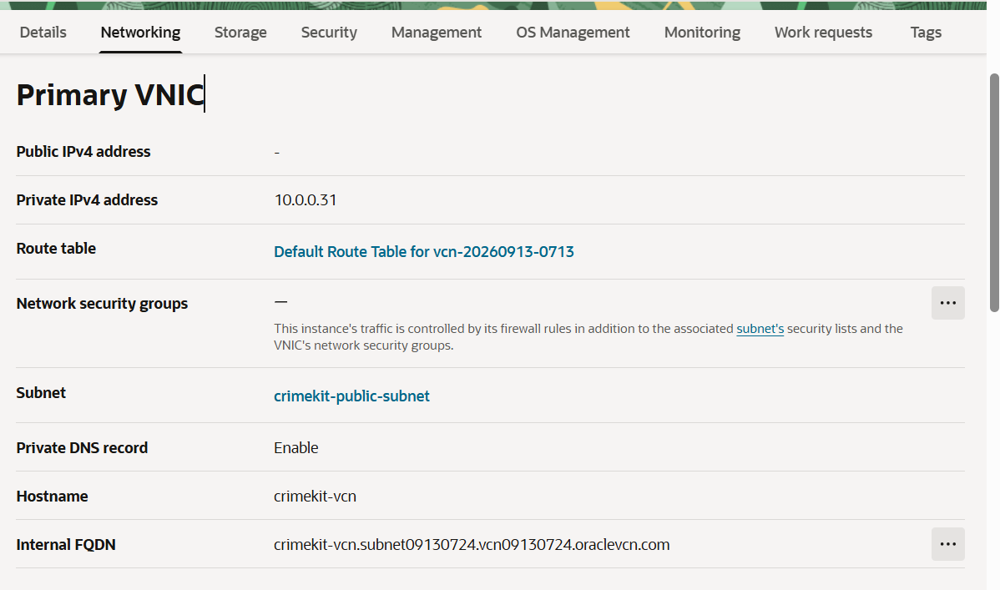 Details Networking Storage Security Management OS Management Monitoring Work requests Tags
Primary VNIC
Public IPv4 address -
Private IPv4 address 10.0.0.31
Route table Default Route Table for vcn-20260913-0713
Network security groups —
This instance's traffic is controlled by its firewall rules in addition to the associated subnet's security lists and the
VNIC's network security groups.
Subnet crimekit-public-subnet
Private DNS record Enable
Hostname crimekit-vcn
Internal FQDN crimekit-vcn.subnet09130724.vcn09130724.oraclevcn.com